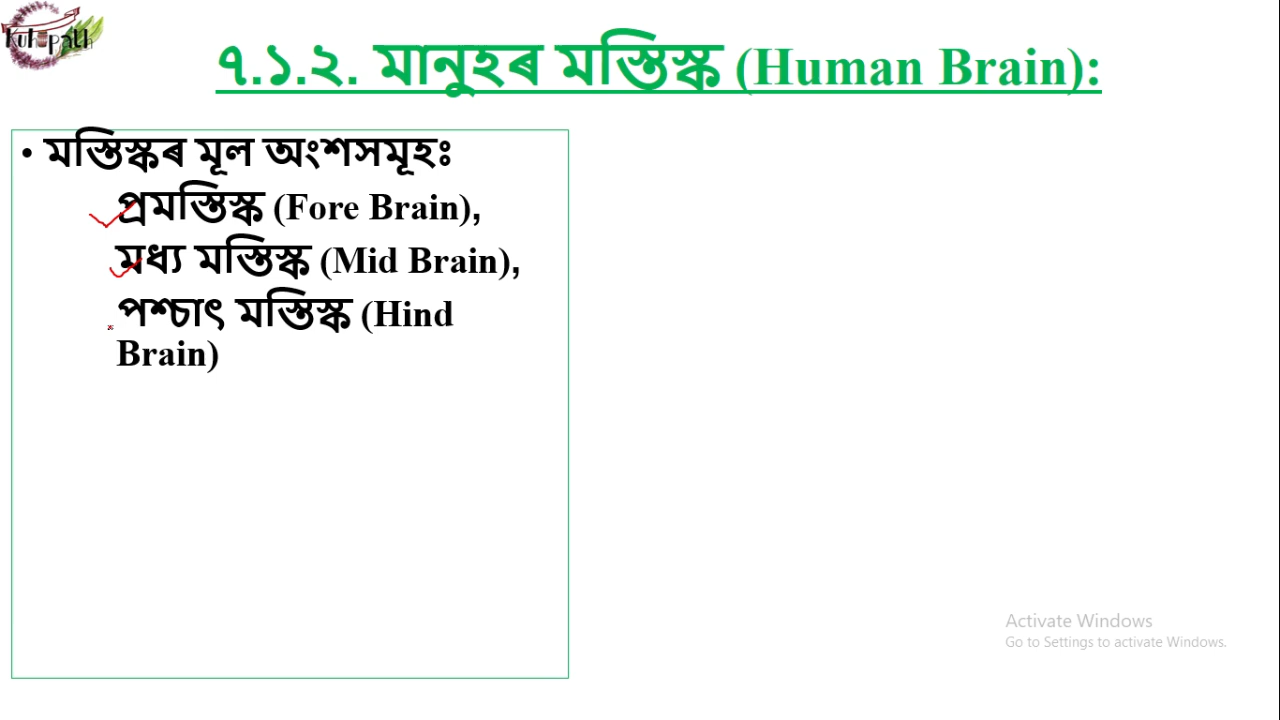 Kuhipath
৭.১.২. মানুহৰ মস্তিস্ক (Human Brain):
• মস্তিস্কৰ মূল অংশসমূহঃ
প্ৰমস্তিস্ক (Fore Brain),
মধ্য মস্তিস্ক (Mid Brain),
পশ্চাৎ মস্তিস্ক (Hind
Brain)
Activate Windows
Go to Settings to activate Windows.